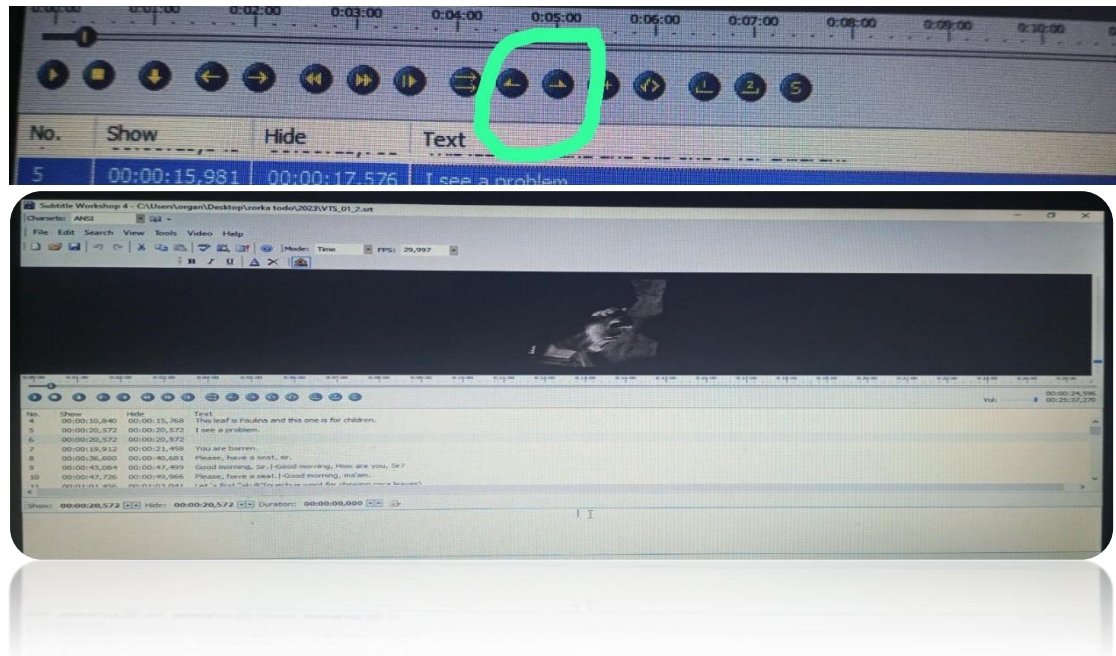 0:00:00 0:01:00 0:02:00 0:03:00 0:04:00 0:05:00 0:06:00 0:07:00 0:08:00 0:09:00 0:10:00
No. Show Hide Text
5 00:00:15,981 00:00:17,576 I see a problem
Subtitle Workshop 4 - C:\Users\organ\Desktop\zorka todo\2023\VTS_01_2.srt
Charsets: ANSI
File Edit Search View Tools Video Help
Mode: Time FPS: 29,997
B I U A
00:00:24,596
Vol: 00:25:37,270
No. Show Hide Text
4 00:00:10,840 00:00:15,768 This leaf is Paulina and this one is for children.
5 00:00:20,572 00:00:20,572 I see a problem.
6 00:00:20,572 00:00:20,572
7 00:00:19,912 00:00:21,458 You are barren.
8 00:00:36,600 00:00:40,681 Please, have a seat, sr.
9 00:00:43,084 00:00:47,499 Good morning, Sir.|-Good morning, How are you, Sir?
10 00:00:47,726 00:00:49,966 Please, have a seat.|-Good morning, ma'am.
Show: 00:00:20,572 Hide: 00:00:20,572 Duration: 00:00:00,000